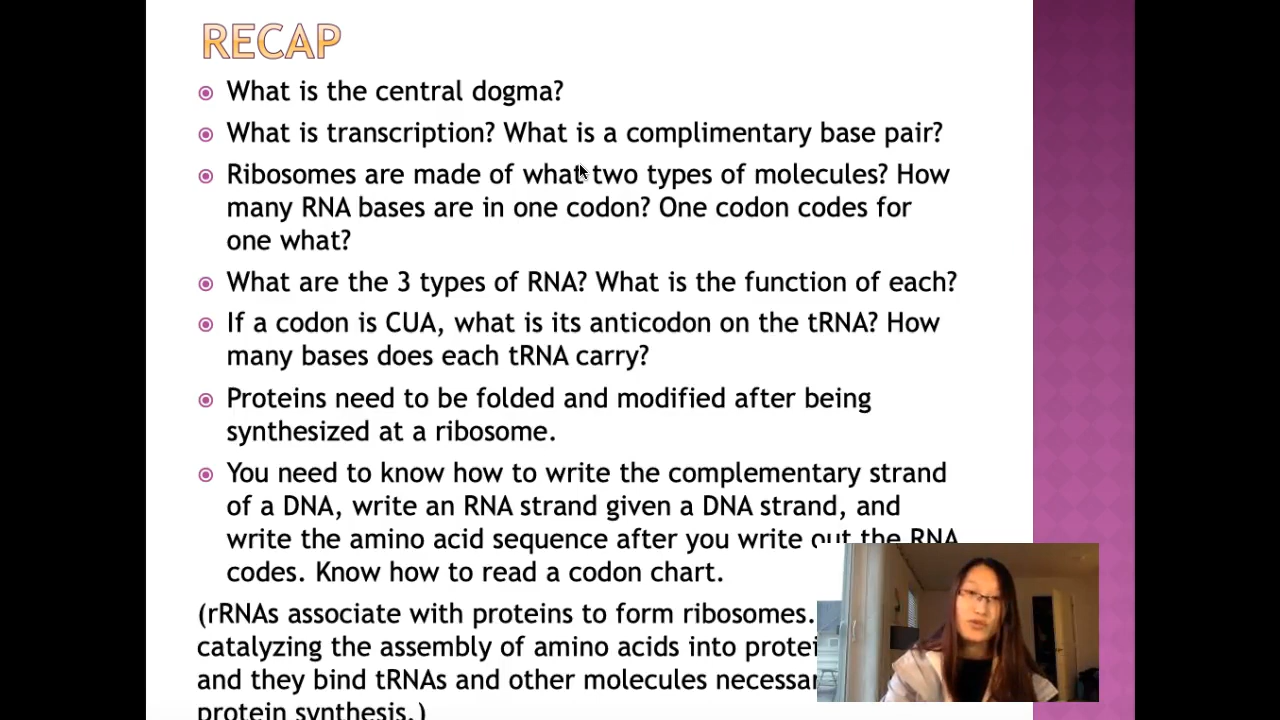 RECAP
What is the central dogma?
What is transcription? What is a complimentary base pair?
Ribosomes are made of what two types of molecules? How
many RNA bases are in one codon? One codon codes for
one what?
What are the 3 types of RNA? What is the function of each?
If a codon is CUA, what is its anticodon on the tRNA? How
many bases does each tRNA carry?
Proteins need to be folded and modified after being
synthesized at a ribosome.
You need to know how to write the complementary strand
of a DNA, write an RNA strand given a DNA strand, and
write the amino acid sequence after you write out the RNA
codes. Know how to read a codon chart.
(rRNAs associate with proteins to form ribosomes.
catalyzing the assembly of amino acids into
and they bind tRNAs and other molecules
protein synthesis.)